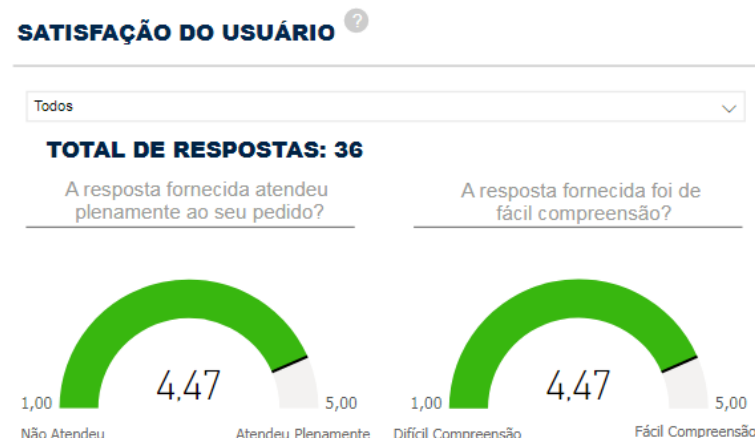 SATISFAÇÃO DO USUÁRIO ?
Todos
TOTAL DE RESPOSTAS: 36
A resposta fornecida atendeu
plenamente ao seu pedido?
4,47
1,00
5,00
Não Atendeu
Atendeu Plenamente
A resposta fornecida foi de
fácil compreensão?
4,47
1,00
5,00
Difícil Compreensão
Fácil Compreensão